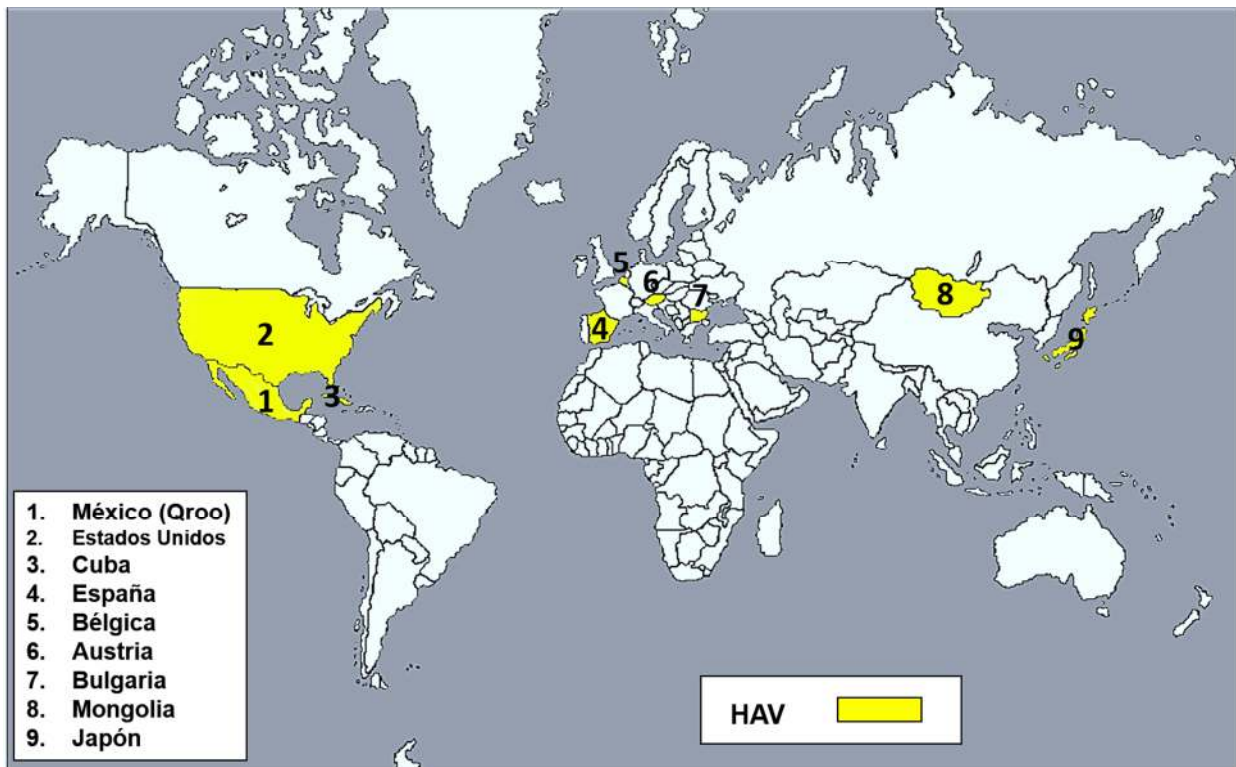 5
6
7
8
4
9
2
3
1
1. México (Qroo)
2. Estados Unidos
3. Cuba
4. España
5. Bélgica
6. Austria
7. Bulgaria
8. Mongolia
9. Japón
HAV